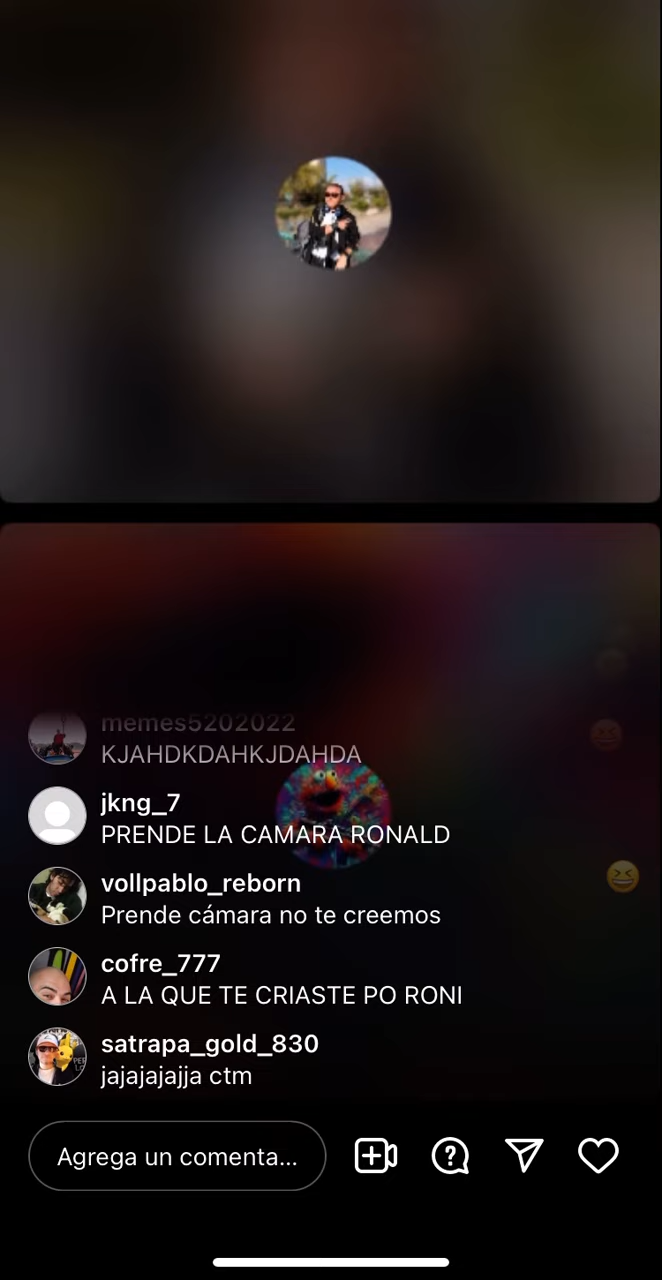 memes5202022
KJAHDKDAHKJDAHDA
jkng_7
PRENDE LA CAMARA RONALD
vollpablo_reborn
Prende cámara no te creemos
cofre_777
A LA QUE TE CRIASTE PO RONI
satrapa_gold_830
jajajajajja ctm
Agrega un comenta...